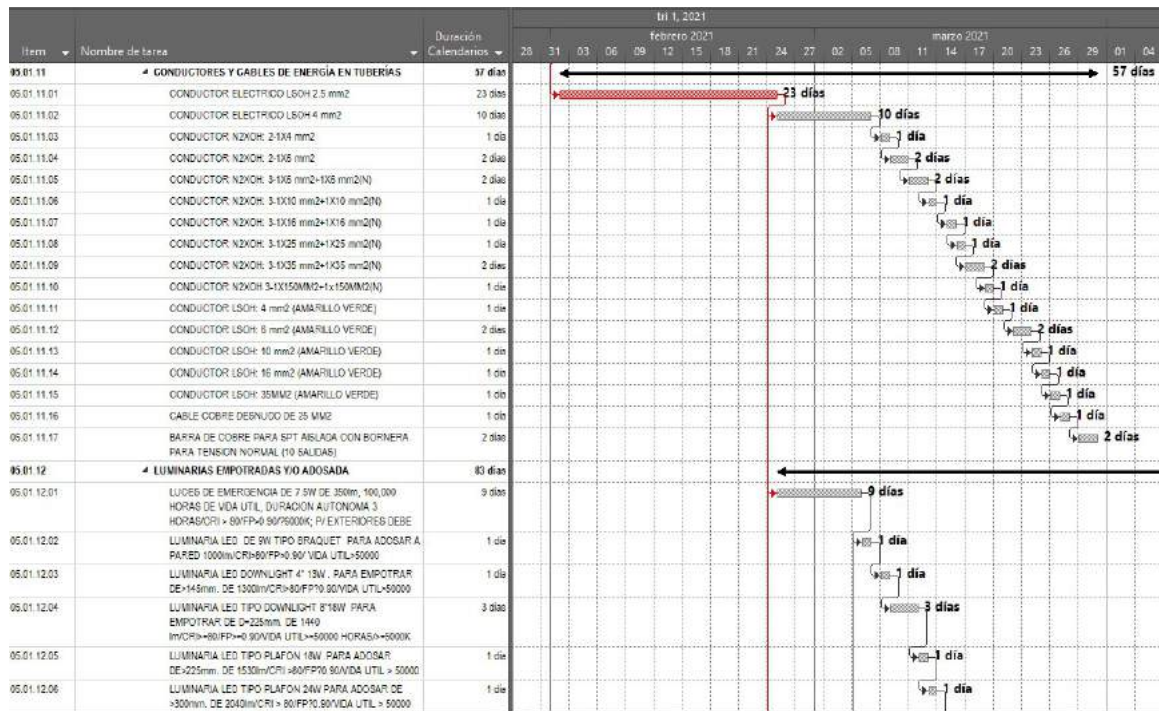 tri 1, 2021
Item Nombre de tarea Duración Calendarios febrero 2021 marzo 2021
28 31 03 06 09 12 15 18 21 24 27 02 05 08 11 14 17 20 23 26 29 01 04
05.01.11 CONDUCTORES Y CABLES DE ENERGÍA EN TUBERÍAS 57 días 57 días
05.01.11.01 CONDUCTOR ELECTRICO LSOH 2.5 mm2 23 días 23 días
05.01.11.02 CONDUCTOR ELECTRICO LSOH 4 mm2 10 días 10 días
05.01.11.03 CONDUCTOR N2XOH: 2-1X4 mm2 1 día 1 día
05.01.11.04 CONDUCTOR N2XOH: 2-1X6 mm2 2 días 2 días
05.01.11.05 CONDUCTOR N2XOH: 3-1X6 mm2+1X6 mm2(N) 2 días 2 días
05.01.11.06 CONDUCTOR N2XOH: 3-1X10 mm2+1X10 mm2(N) 1 día 1 día
05.01.11.07 CONDUCTOR N2XOH: 3-1X16 mm2+1X16 mm2(N) 1 día 1 día
05.01.11.08 CONDUCTOR N2XOH: 3-1X25 mm2+1X25 mm2(N) 1 día 1 día
05.01.11.09 CONDUCTOR N2XOH: 3-1X35 mm2+1X35 mm2(N) 2 días 2 días
05.01.11.10 CONDUCTOR N2XOH 3-1X150MM2+1x150MM2(N) 1 día 1 día
05.01.11.11 CONDUCTOR LSOH: 4 mm2 (AMARILLO VERDE) 1 día 1 día
05.01.11.12 CONDUCTOR LSOH: 6 mm2 (AMARILLO VERDE) 2 días 2 días
05.01.11.13 CONDUCTOR LSOH: 10 mm2 (AMARILLO VERDE) 1 día 1 día
05.01.11.14 CONDUCTOR LSOH: 16 mm2 (AMARILLO VERDE) 1 día 1 día
05.01.11.15 CONDUCTOR LSOH: 35MM2 (AMARILLO VERDE) 1 día 1 día
05.01.11.16 CABLE COBRE DESNUDO DE 25 MM2 1 día 1 día
05.01.11.17 BARRA DE COBRE PARA SPT AISLADA CON BORNERA 2 días 2 días
PARA TENSION NORMAL (10 SALIDAS)
05.01.12 LUMINARIAS EMPOTRADAS Y/O ADOSADA 83 días
05.01.12.01 LUCES DE EMERGENCIA DE 7.5W DE 350lm, 100,000 9 días 9 días
HORAS DE VIDA UTIL, DURACION AUTONOMA 3
HORAS/CRI > 80/FP>0.90/?6000K; P/ EXTERIORES DEBE
05.01.12.02 LUMINARIA LED DE 9W TIPO BRAQUET PARA ADOSAR A 1 día 1 día
PARED 1000lm/CRI>80/FP>0.90/ VIDA UTIL>50000
05.01.12.03 LUMINARIA LED DOWNLIGHT 4" 13W . PARA EMPOTRAR 1 día 1 día
DE>145mm. DE 1300lm/CRI>80/FP?0.90/VIDA UTIL>50000
05.01.12.04 LUMINARIA LED TIPO DOWNLIGHT 8"18W PARA 3 días 3 días
EMPOTRAR DE D=225mm. DE 1440
lm/CRI>=80/FP>=0.90/VIDA UTIL>=50000 HORAS/>=5000K
05.01.12.05 LUMINARIA LED TIPO PLAFON 18W PARA ADOSAR 1 día 1 día
DE>225mm. DE 1530lm/CRI >80/FP?0.90/VIDA UTIL > 50000
05.01.12.06 LUMINARIA LED TIPO PLAFON 24W PARA ADOSAR DE 1 día 1 día
>300mm. DE 2040lm/CRI > 80/FP?0.90/VIDA UTIL > 50000